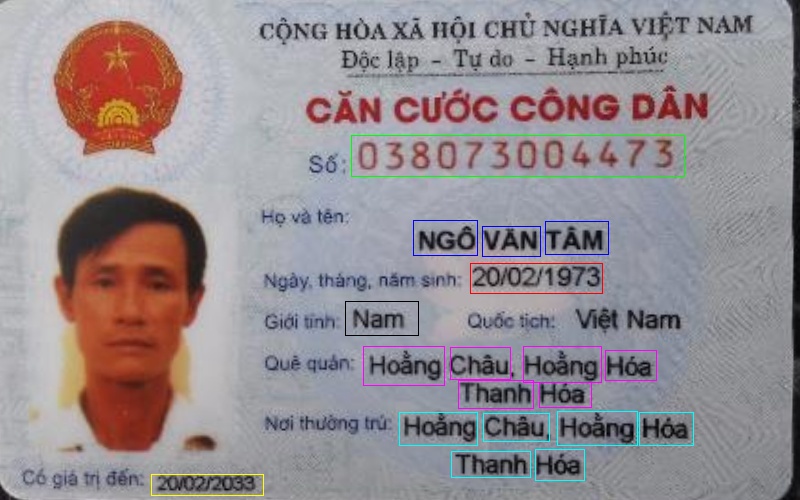 CỘNG HÒA XÃ HỘI CHỦ NGHĨA VIỆT NAM
Độc lập - Tự do - Hạnh phúc
CĂN CƯỚC CÔNG DÂN
Số: 038073004473
Họ và tên:
NGÔ VĂN TÂM
Ngày, tháng, năm sinh: 20/02/1973
Giới tính: Nam Quốc tịch: Việt Nam
Quê quán: Hoằng Châu, Hoằng Hóa
Thanh Hóa
Nơi thường trú: Hoằng Châu, Hoằng Hóa
Thanh Hóa
Có giá trị đến: 20/02/2033